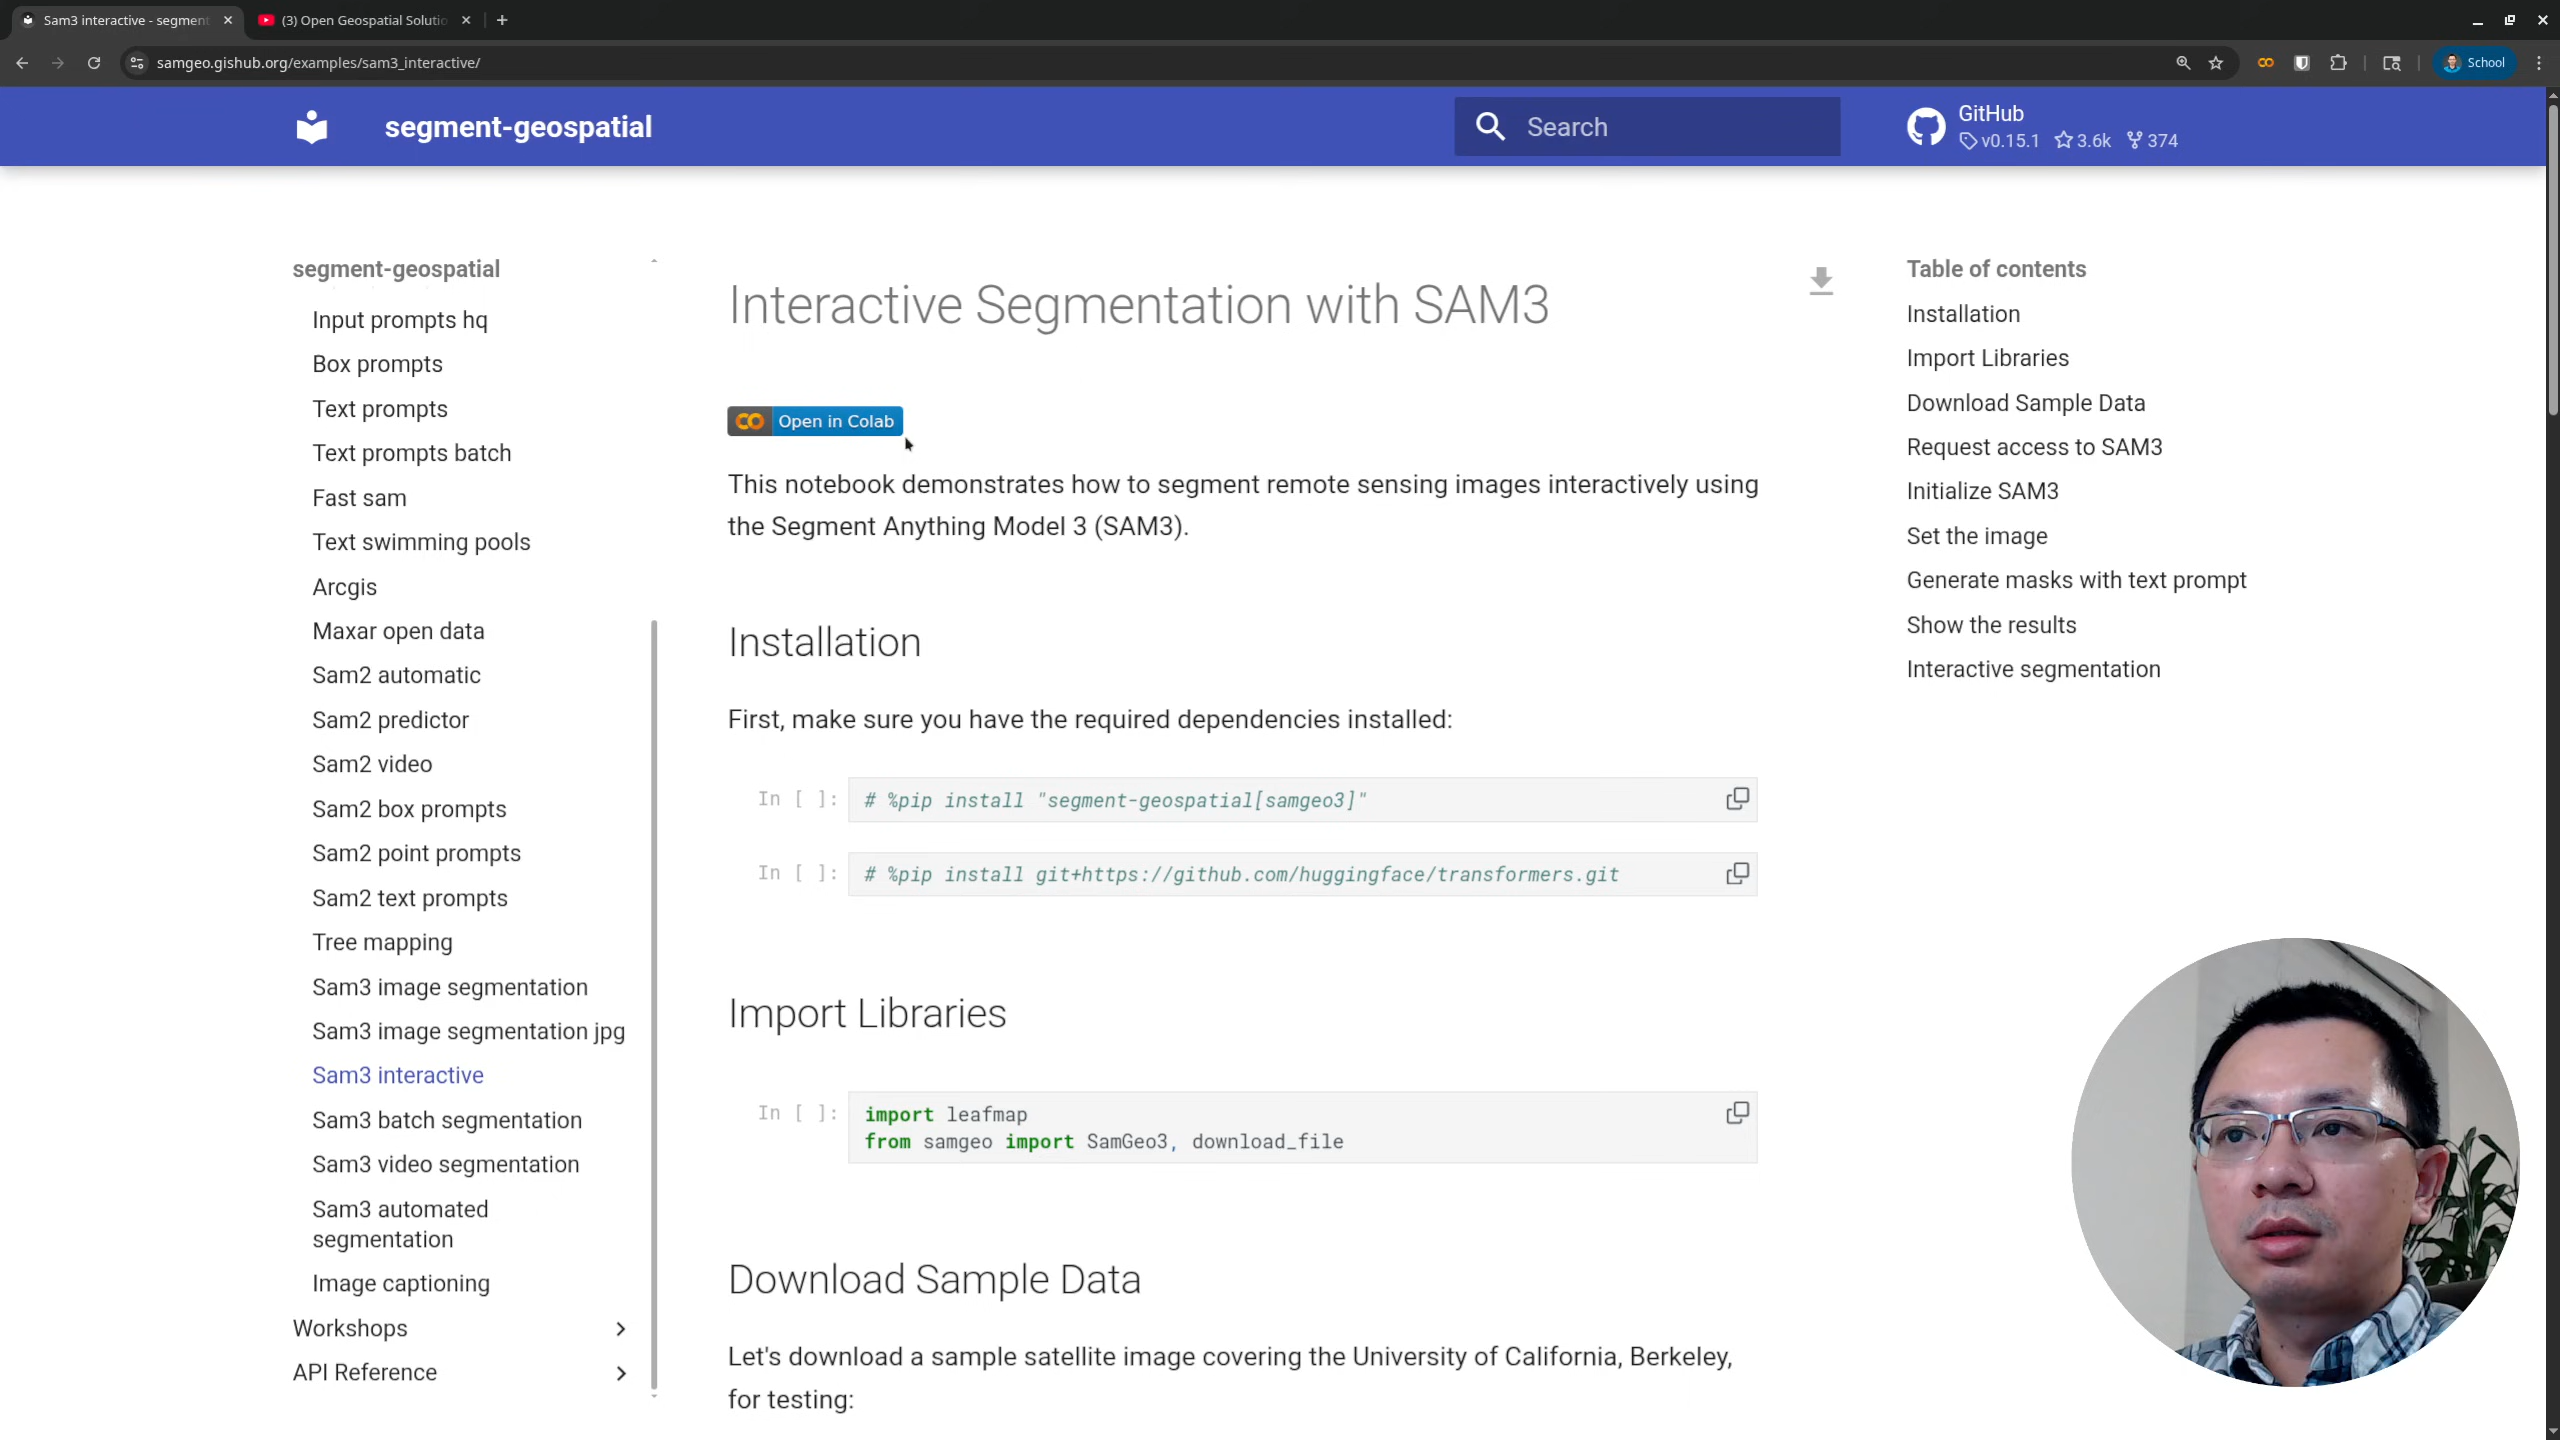 Sam3 interactive - segment
(3) Open Geospatial Solutio
samgeo.gishub.org/examples/sam3_interactive/
School
segment-geospatial
Search
GitHub
v0.15.1 3.6k 374
segment-geospatial
Input prompts hq
Box prompts
Text prompts
Text prompts batch
Fast sam
Text swimming pools
Arcgis
Maxar open data
Sam2 automatic
Sam2 predictor
Sam2 video
Sam2 box prompts
Sam2 point prompts
Sam2 text prompts
Tree mapping
Sam3 image segmentation
Sam3 image segmentation jpg
Sam3 interactive
Sam3 batch segmentation
Sam3 video segmentation
Sam3 automated
segmentation
Image captioning
Workshops
API Reference
Interactive Segmentation with SAM3
Open in Colab
This notebook demonstrates how to segment remote sensing images interactively using
the Segment Anything Model 3 (SAM3).
Installation
First, make sure you have the required dependencies installed:
In [ ]: # %pip install "segment-geospatial[samgeo3]"
In [ ]: # %pip install git+https://github.com/huggingface/transformers.git
Import Libraries
In [ ]: import leafmap
from samgeo import SamGeo3, download_file
Download Sample Data
Let's download a sample satellite image covering the University of California, Berkeley,
for testing:
Table of contents
Installation
Import Libraries
Download Sample Data
Request access to SAM3
Initialize SAM3
Set the image
Generate masks with text prompt
Show the results
Interactive segmentation